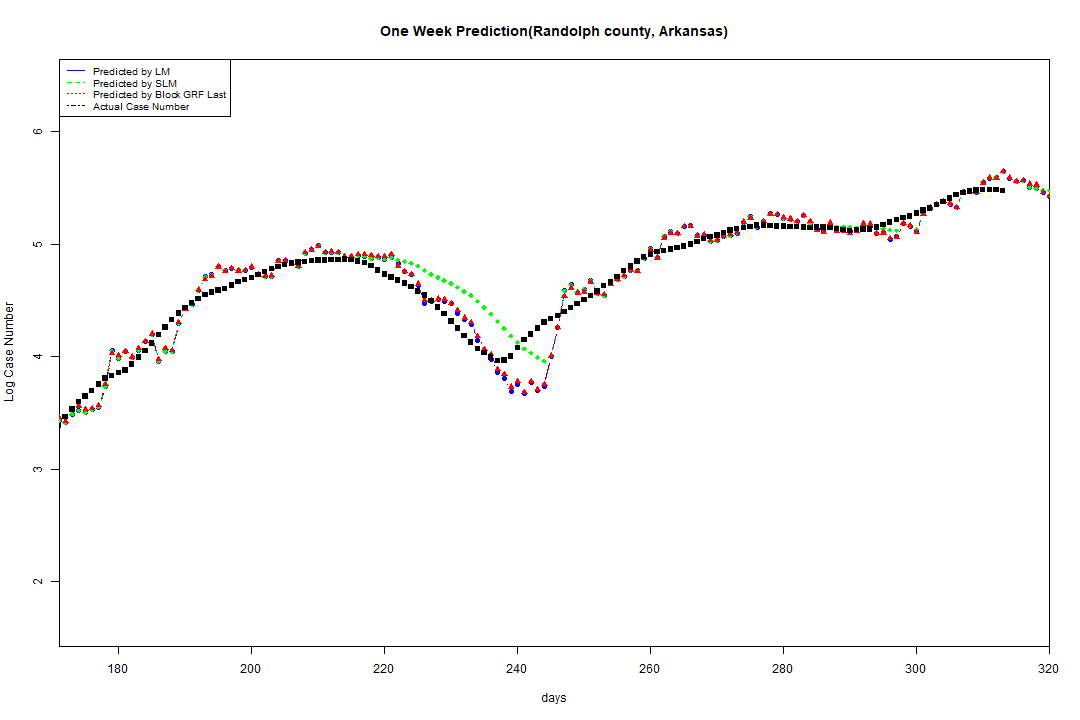 One Week Prediction(Randolph county, Arkansas)
Predicted by LM
Predicted by SLM
Predicted by Block GRF Last
Actual Case Number
6
5
4
3
2
Log Case Number
180 200 220 240 260 280 300 320
days